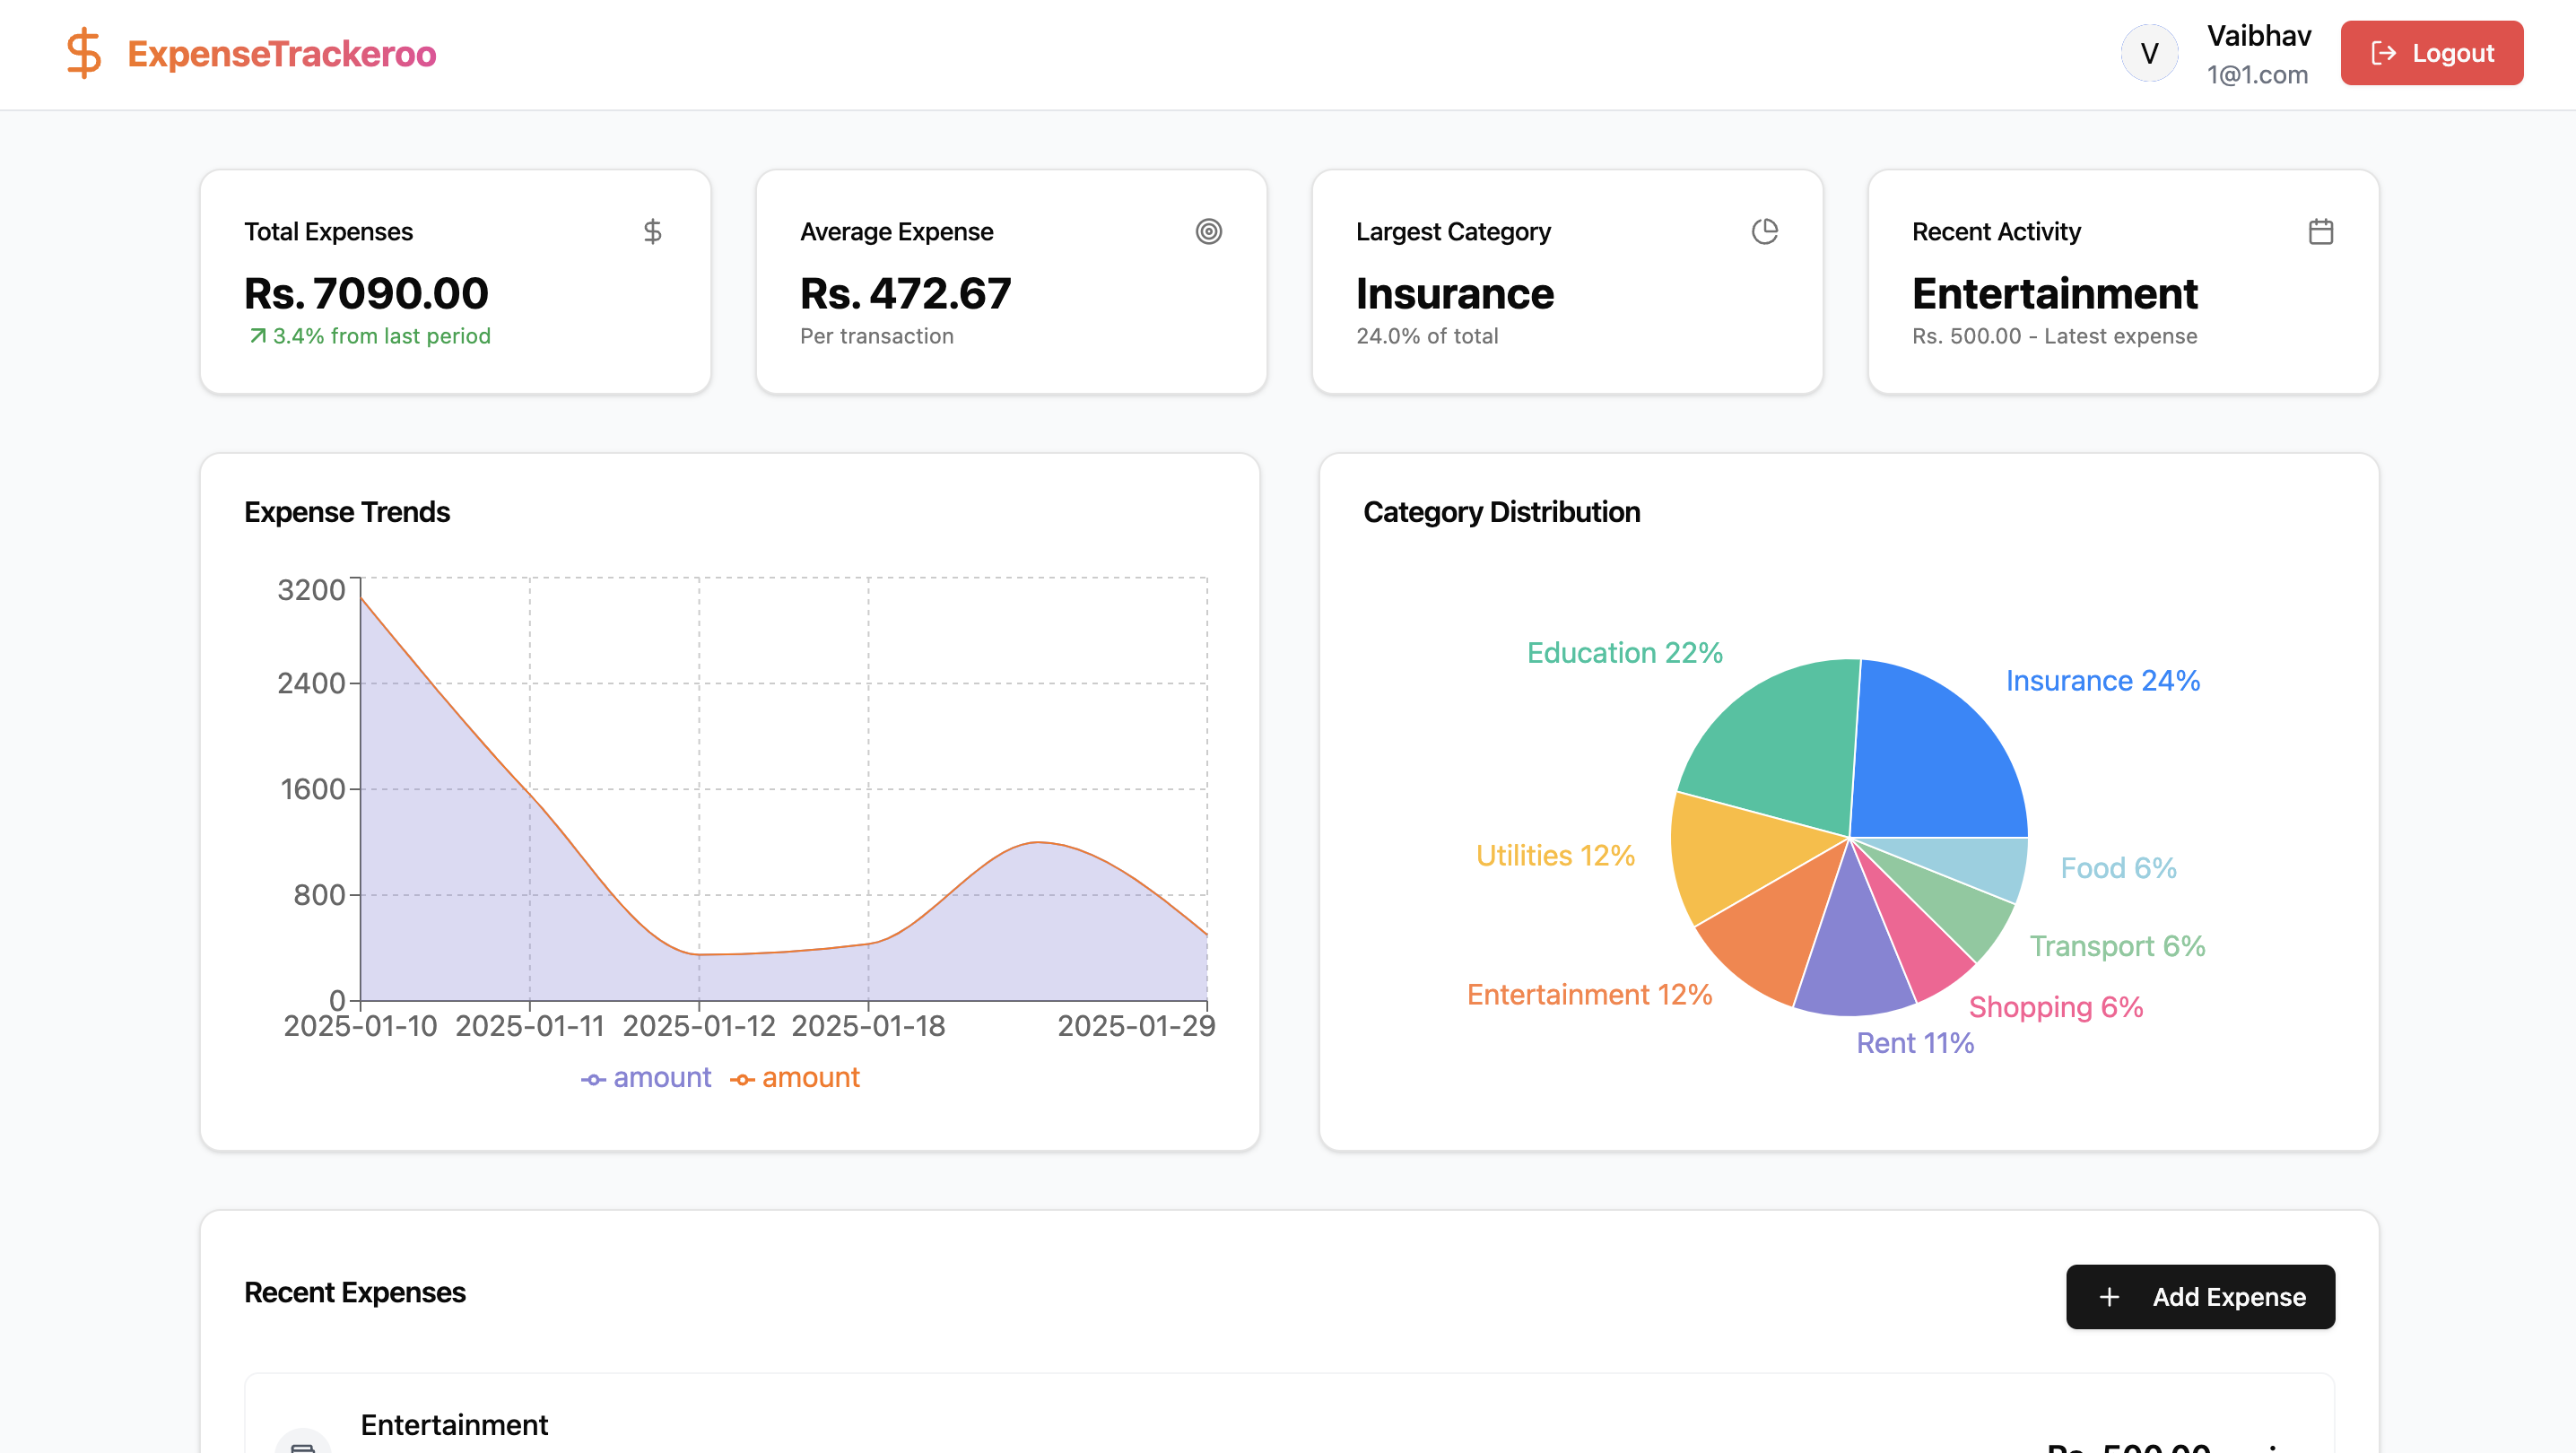 ExpenseTrackeroo
V
Vaibhav
1@1.com
Logout
Total Expenses
Rs. 7090.00
3.4% from last period
Average Expense
Rs. 472.67
Per transaction
Largest Category
Insurance
24.0% of total
Recent Activity
Entertainment
Rs. 500.00 - Latest expense
Expense Trends
3200
2400
1600
800
0
2025-01-10 2025-01-11 2025-01-12 2025-01-18 2025-01-29
amount amount
Category Distribution
Education 22%
Insurance 24%
Utilities 12%
Food 6%
Transport 6%
Entertainment 12%
Shopping 6%
Rent 11%
Recent Expenses
+ Add Expense
Entertainment
Rs. 500.00